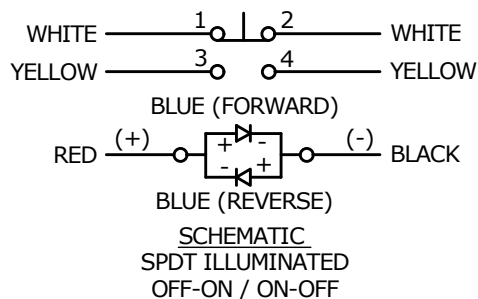 WHITE 1 2 WHITE
YELLOW 3 4 YELLOW
BLUE (FORWARD)
RED (+) + - (-) BLACK
- +
BLUE (REVERSE)
SCHEMATIC
SPDT ILLUMINATED
OFF-ON / ON-OFF